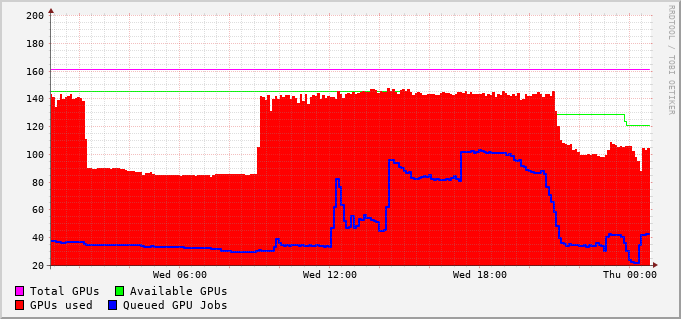 RRDTOOL / TOBI OETIKER
200
180
160
140
120
100
80
60
40
20
Wed 06:00 Wed 12:00 Wed 18:00 Thu 00:00
Total GPUs Available GPUs
GPUs used Queued GPU Jobs